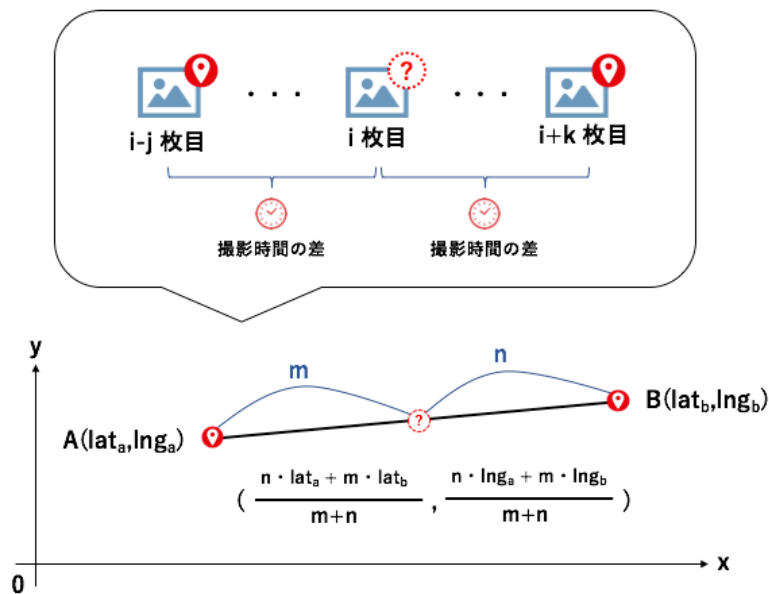 ?
i-j 枚目
・・・
i 枚目
・・・
i+k 枚目
撮影時間の差
撮影時間の差
y
m
n
A(lat_a,lng_a)
?
B(lat_b,lng_b)
( n・lat_a + m・lat_b / m+n , n・lng_a + m・lng_b / m+n )
x
0